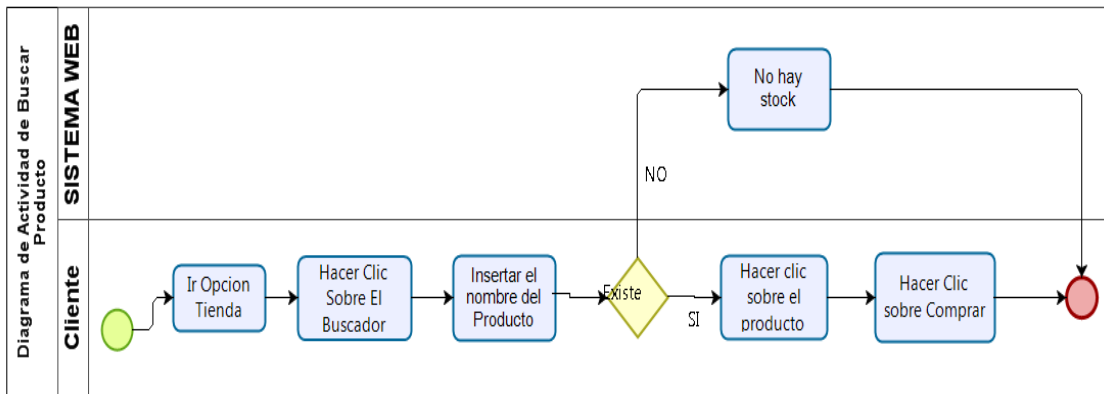 Diagrama de Actividad de Buscar
Producto
SISTEMA WEB
No hay
stock
NO
Cliente
Ir Opcion
Tienda
Hacer Clic
Sobre El
Buscador
Insertar el
nombre del
Producto
Existe
SI
Hacer clic
sobre el
producto
Hacer Clic
sobre Comprar